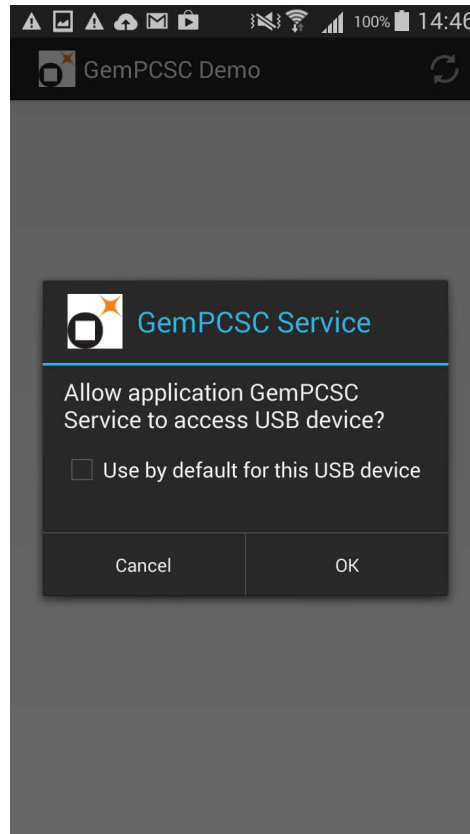 100% 14:46
GemPCSC Demo
GemPCSC Service
Allow application GemPCSC
Service to access USB device?
Use by default for this USB device
Cancel OK